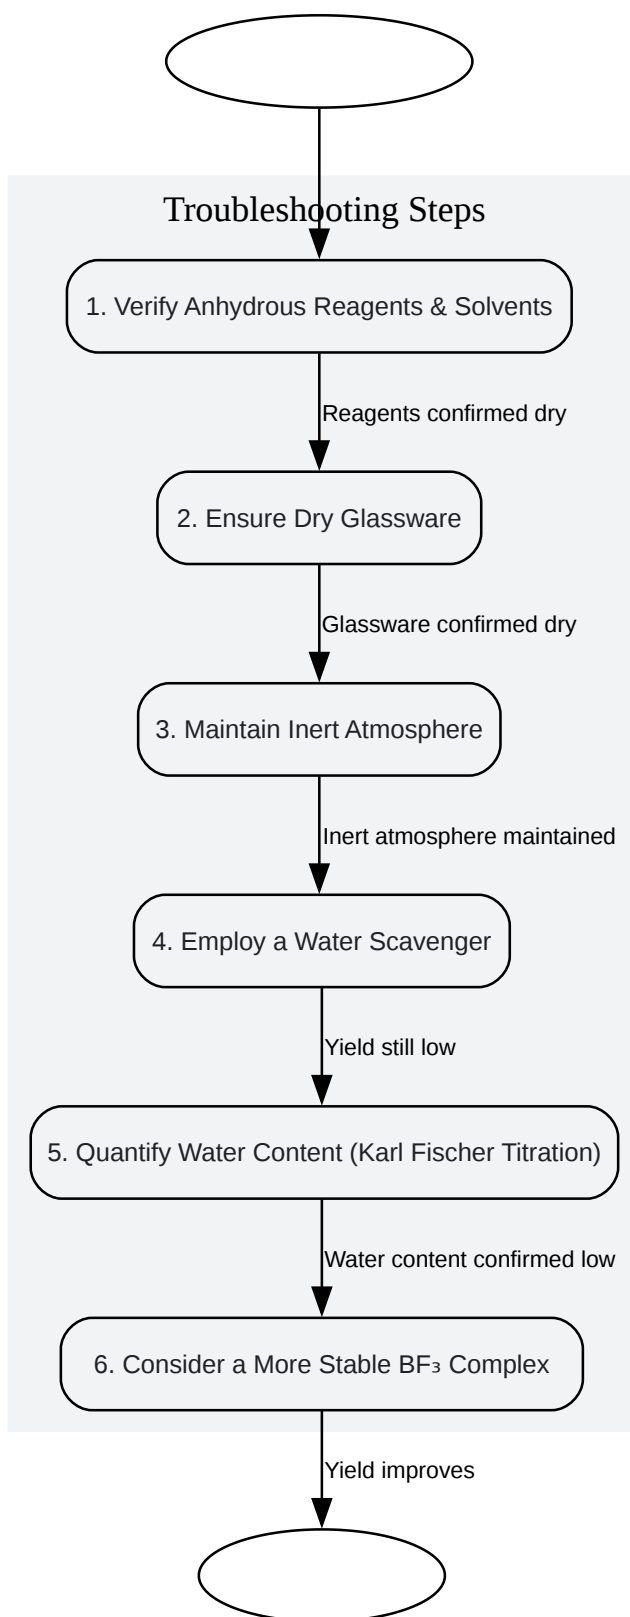 Troubleshooting Steps
1. Verify Anhydrous Reagents & Solvents
Reagents confirmed dry
2. Ensure Dry Glassware
Glassware confirmed dry
3. Maintain Inert Atmosphere
Inert atmosphere maintained
4. Employ a Water Scavenger
Yield still low
5. Quantify Water Content (Karl Fischer Titration)
Water content confirmed low
6. Consider a More Stable BF₃ Complex
Yield improves